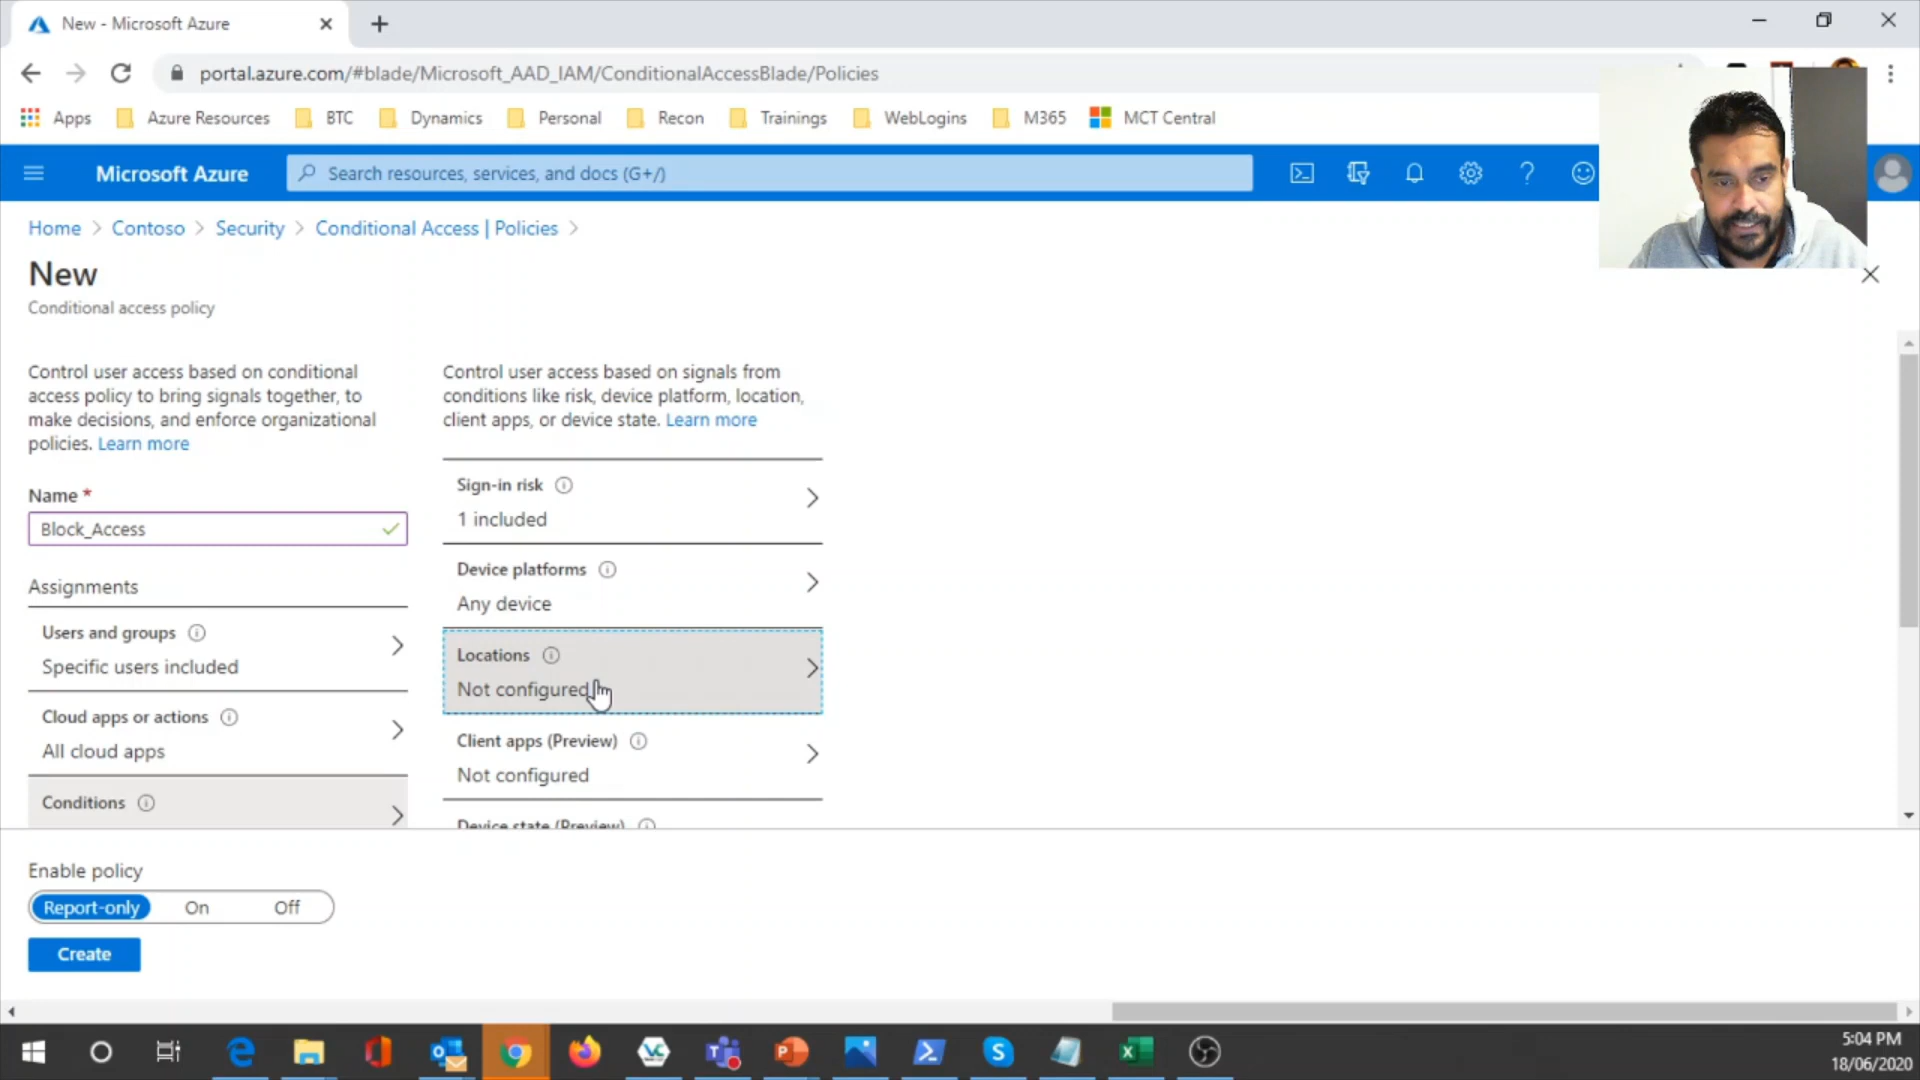 New - Microsoft Azure
portal.azure.com/#blade/Microsoft_AAD_IAM/ConditionalAccessBlade/Policies
Apps
Azure Resources
BTC
Dynamics
Personal
Recon
Trainings
WebLogins
M365
MCT Central
Microsoft Azure
Search resources, services, and docs (G+/)
Home > Contoso > Security > Conditional Access | Policies >
New
Conditional access policy
Control user access based on conditional
access policy to bring signals together, to
make decisions, and enforce organizational
policies. Learn more
Name *
Block_Access
Assignments
Users and groups
Specific users included
Cloud apps or actions
All cloud apps
Conditions
Control user access based on signals from
conditions like risk, device platform, location,
client apps, or device state. Learn more
Sign-in risk
1 included
Device platforms
Any device
Locations
Not configured
Client apps (Preview)
Not configured
Device state (Preview)
Enable policy
Report-only
On
Off
Create
5:04 PM
18/06/2020